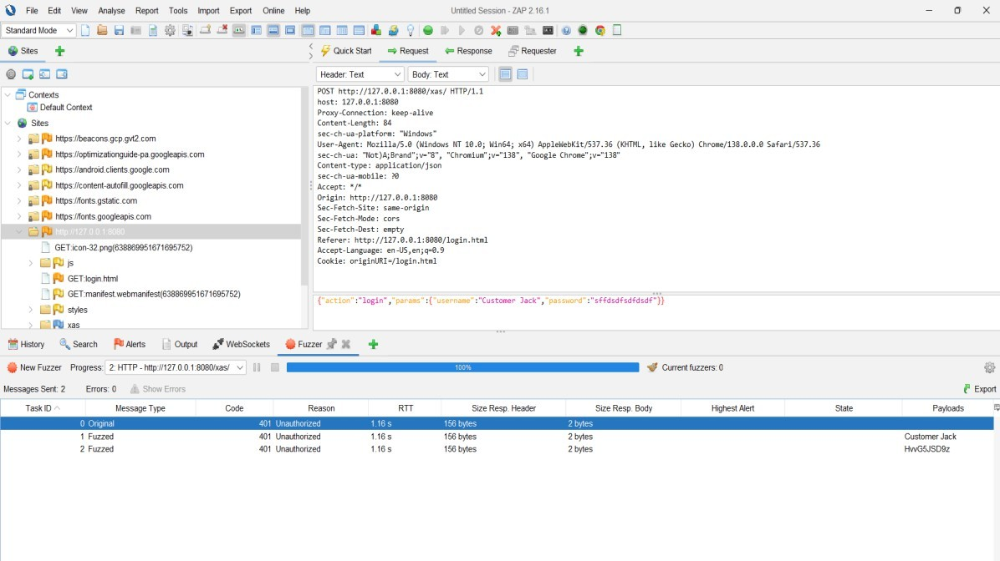 File Edit View Analyse Report Tools Import Export Online Help
Untitled Session - ZAP 2.16.1
Standard Mode
Sites
Quick Start Request Response Requester
Header: Text Body: Text
Contexts
Default Context
Sites
https://beacons.gcp.gvt2.com
https://optimizationguide-pa.googleapis.com
https://android.clients.google.com
https://content-autofill.googleapis.com
https://fonts.gstatic.com
https://fonts.googleapis.com
http://127.0.0.1:8080
GET:icon-32.png(638869951671695752)
js
GET:login.html
GET:manifest.webmanifest(638869951671695752)
styles
xas
POST http://127.0.0.1:8080/xas/ HTTP/1.1
host: 127.0.0.1:8080
Proxy-Connection: keep-alive
Content-Length: 84
sec-ch-ua-platform: "Windows"
User-Agent: Mozilla/5.0 (Windows NT 10.0; Win64; x64) AppleWebKit/537.36 (KHTML, like Gecko) Chrome/138.0.0.0 Safari/537.36
sec-ch-ua: "Not)A;Brand";v="8", "Chromium";v="138", "Google Chrome";v="138"
Content-type: application/json
sec-ch-ua-mobile: ?0
Accept: */*
Origin: http://127.0.0.1:8080
Sec-Fetch-Site: same-origin
Sec-Fetch-Mode: cors
Sec-Fetch-Dest: empty
Referer: http://127.0.0.1:8080/login.html
Accept-Language: en-US,en;q=0.9
Cookie: originURI=/login.html
{"action":"login","params":{"username":"Customer Jack","password":"sffdsdfsdfdsdf"}}
History Search Alerts Output WebSockets Fuzzer
New Fuzzer Progress: 2: HTTP - http://127.0.0.1:8080/xas/ 100% Current fuzzers: 0
Messages Sent: 2 Errors: 0 Show Errors Export
Task ID Message Type Code Reason RTT Size Resp. Header Size Resp. Body Highest Alert State Payloads
0 Original 401 Unauthorized 1.16 s 156 bytes 2 bytes
1 Fuzzed 401 Unauthorized 1.16 s 156 bytes 2 bytes Customer Jack
2 Fuzzed 401 Unauthorized 1.16 s 156 bytes 2 bytes HvvG5JSD9z